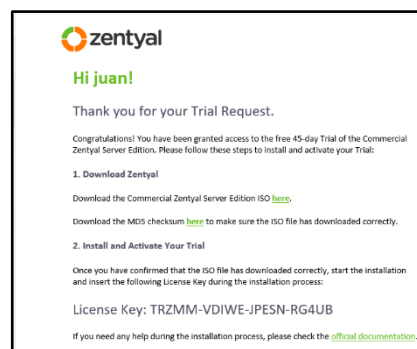 zentyal
Hi juan!
Thank you for your Trial Request.
Congratulations! You have been granted access to the free 45-day Trial of the Commercial
Zentyal Server Edition. Please follow these steps to install and activate your Trial:
1. Download Zentyal
Download the Commercial Zentyal Server Edition ISO here.
Download the MD5 checksum here to make sure the ISO file has downloaded correctly.
2. Install and Activate Your Trial
Once you have confirmed that the ISO file has downloaded correctly, start the installation
and insert the following License Key during the installation process:
License Key: TRZMM-VDIWE-JPESN-RG4UB
If you need any help during the installation process, please check the official documentation.